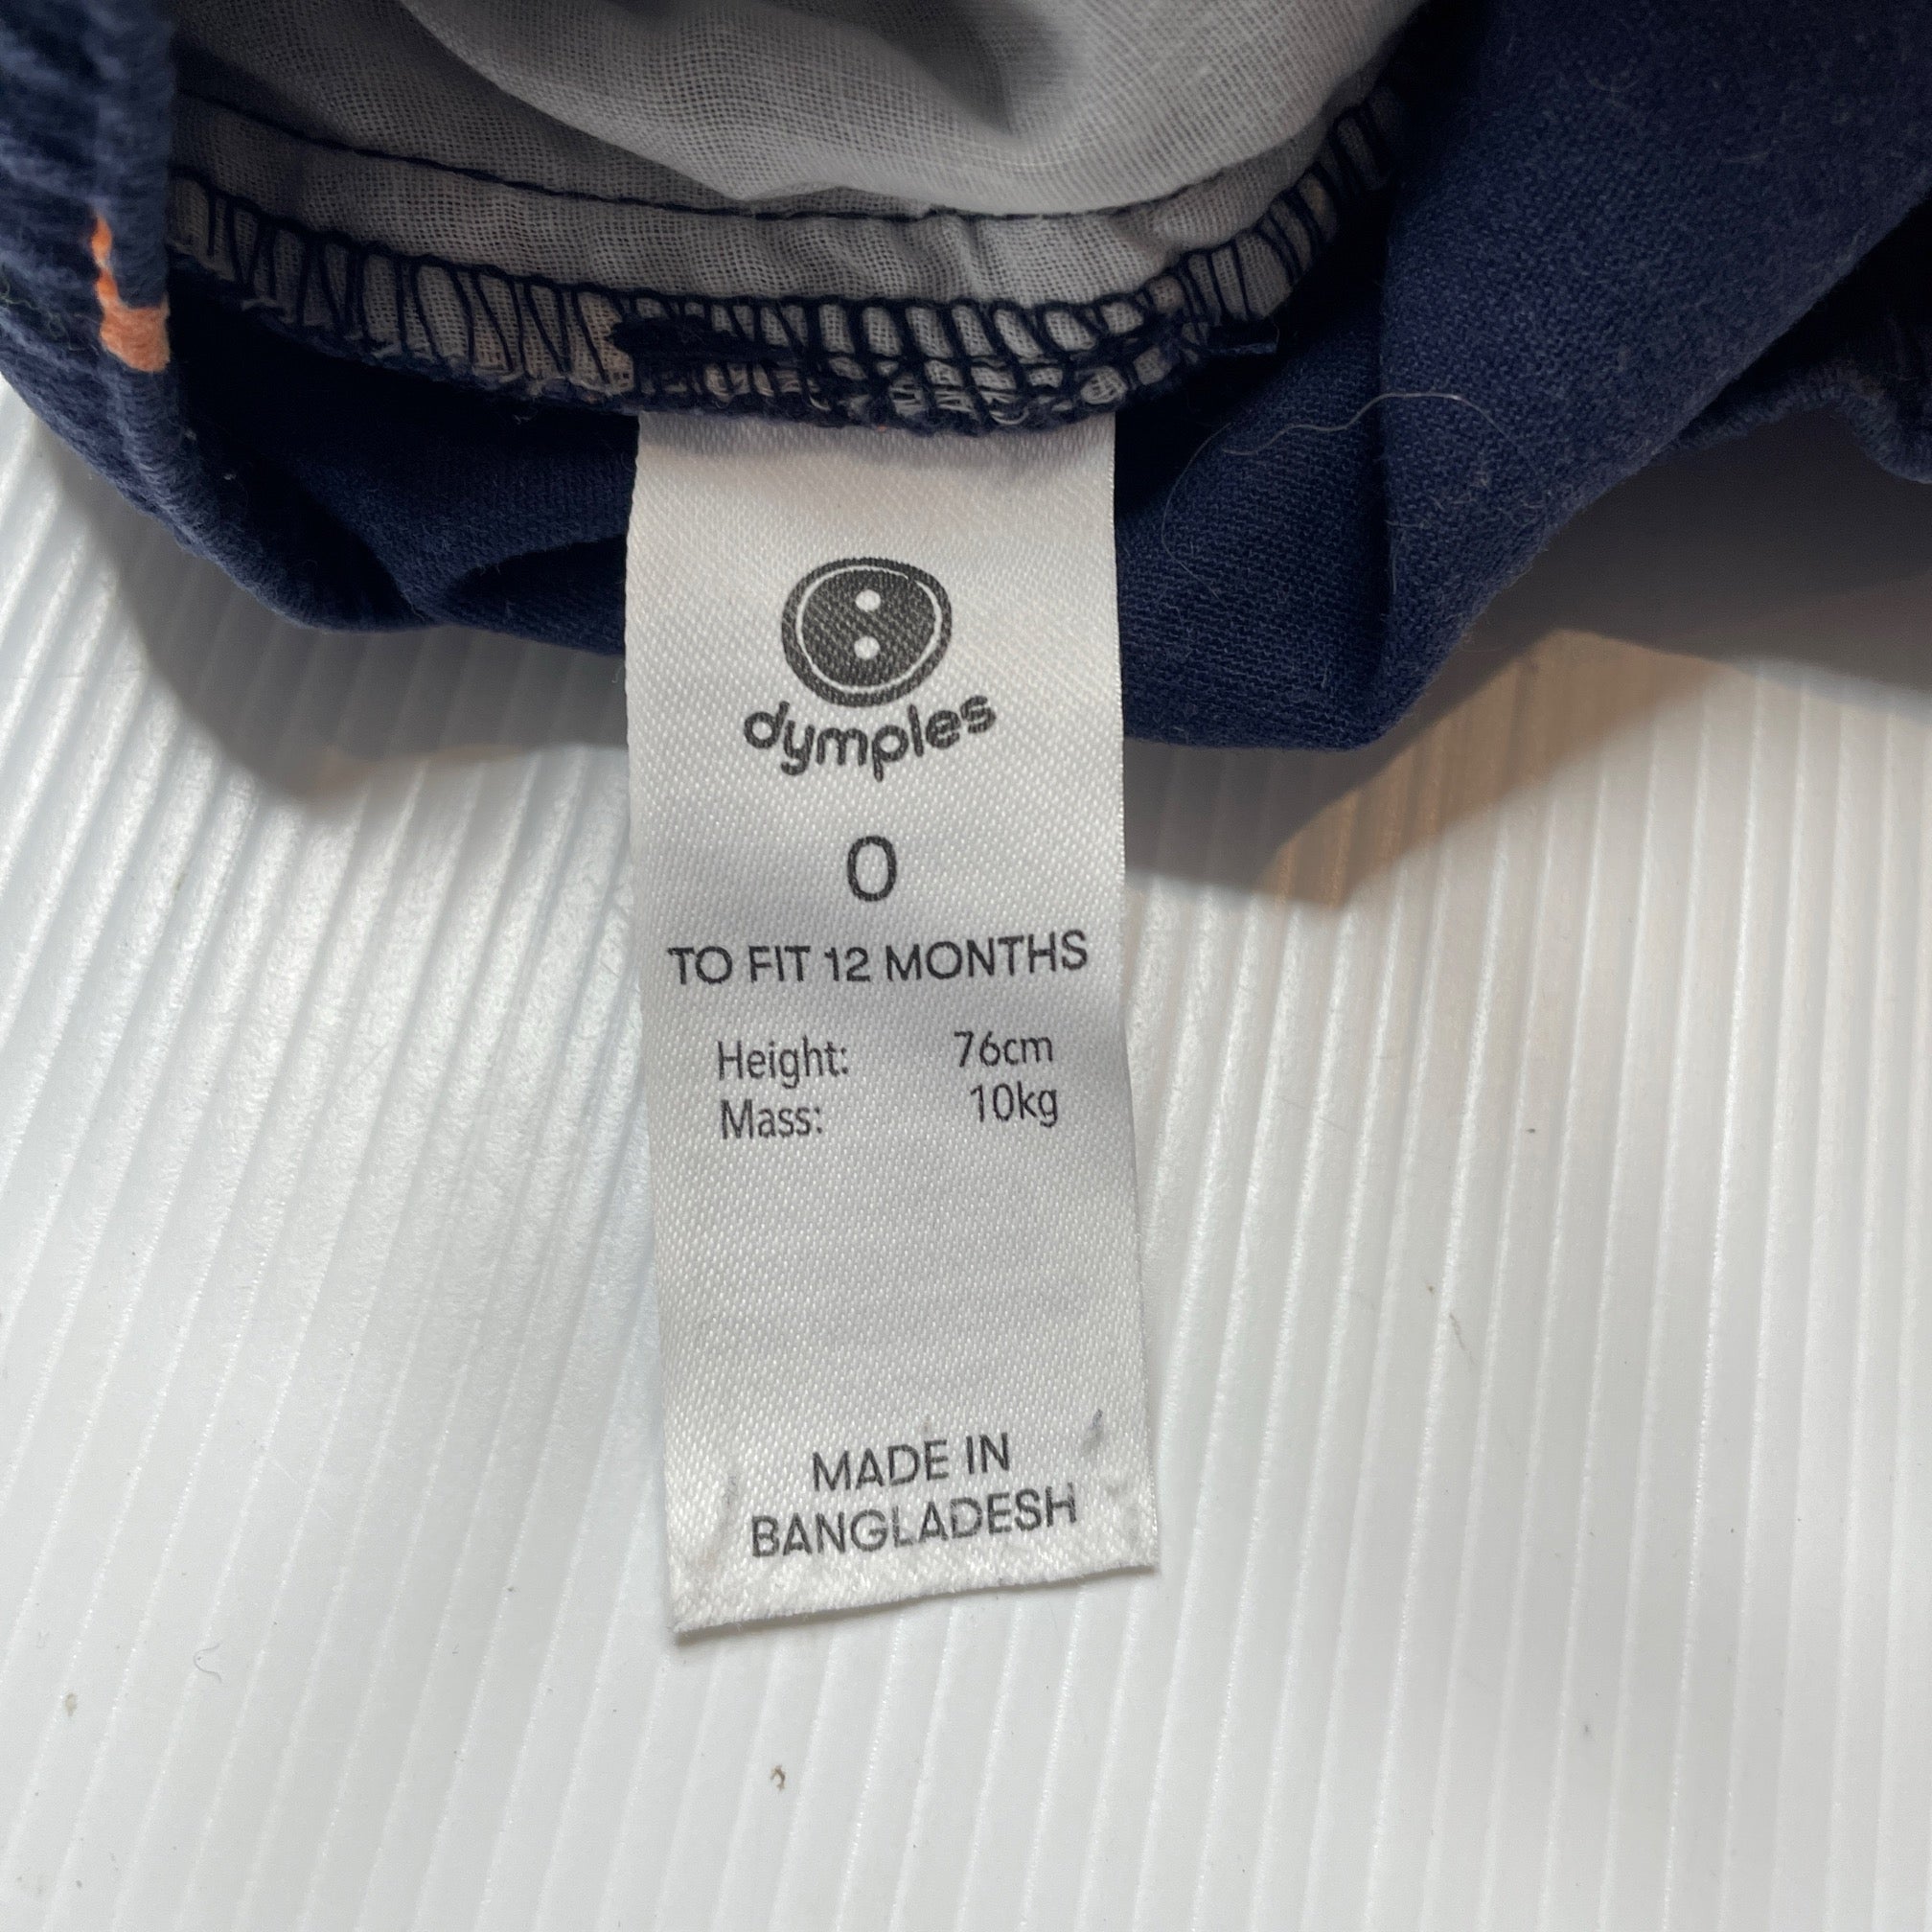 dymples
0
TO FIT 12 MONTHS
Height: 76cm
Mass: 10kg
MADE IN
BANGLADESH